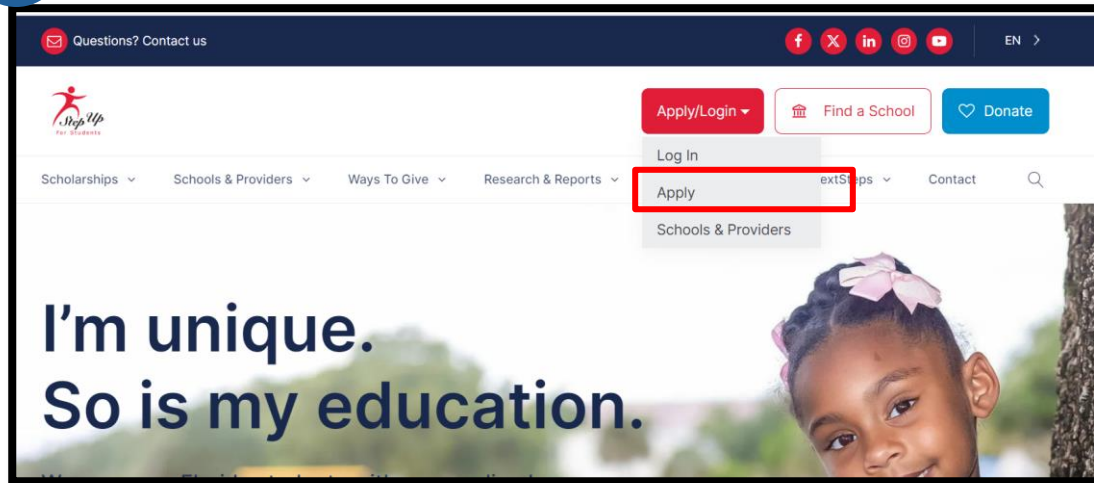 Questions? Contact us
EN
Step Up
For Students
Apply/Login
Find a School
Donate
Log In
Scholarships
Schools & Providers
Ways To Give
Research & Reports
Apply
Contact
Schools & Providers
I'm unique.
So is my education.